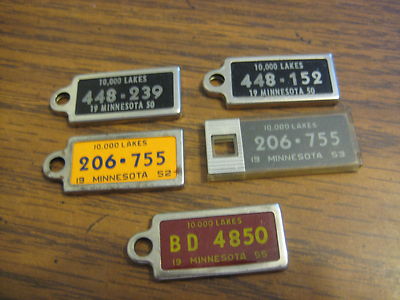 10,000 LAKES
448·239
19 MINNESOTA 50
10,000 LAKES
448·152
19 MINNESOTA 50
10,000 LAKES
206·755
19 MINNESOTA 52
10,000 LAKES
206·755
19 MINNESOTA 53
10,000 LAKES
BD 4850
19 MINNESOTA 55